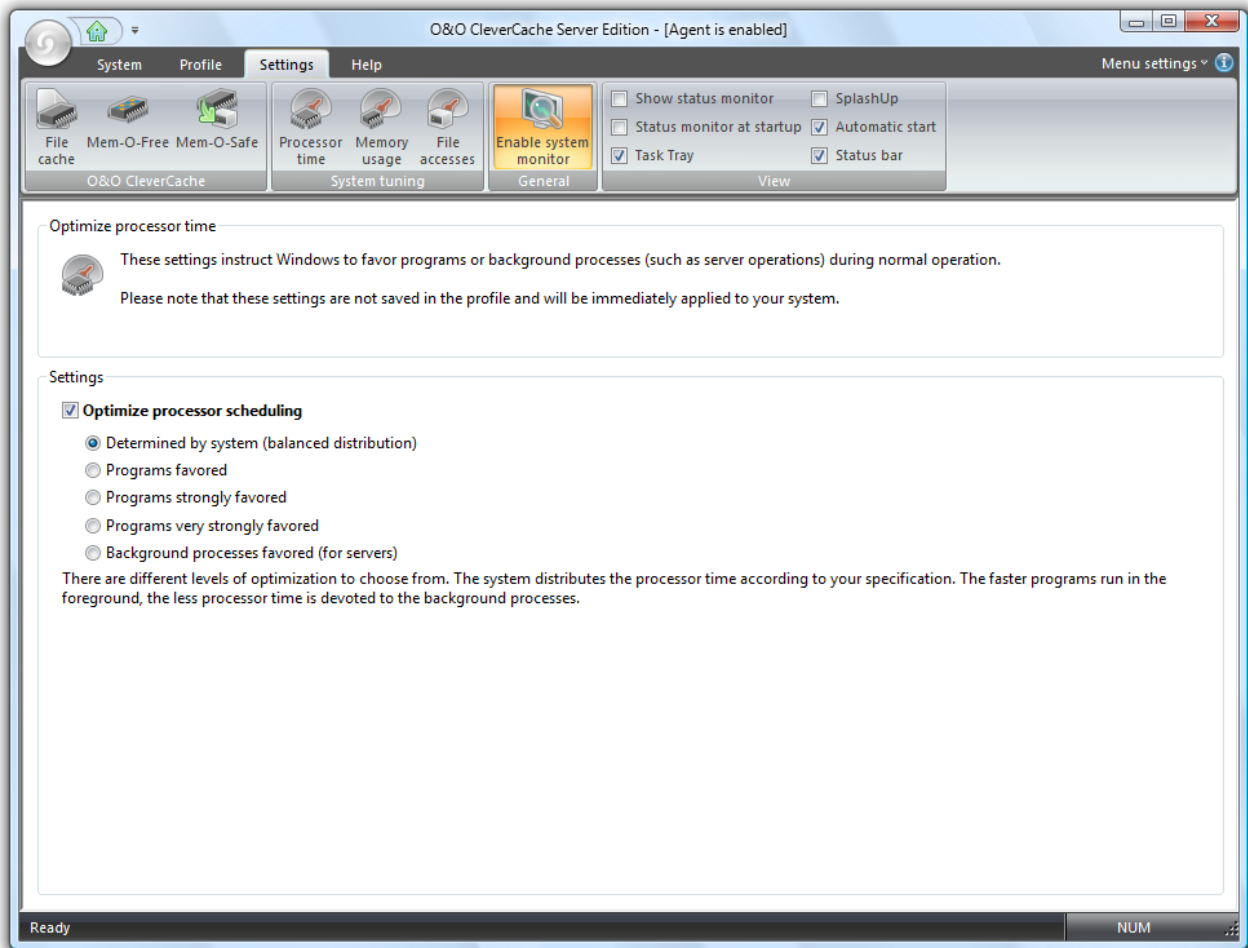 O&O CleverCache Server Edition - [Agent is enabled]
System Profile Settings Help Menu settings
File cache
Mem-O-Free
Mem-O-Safe
O&O CleverCache
Processor time
Memory usage
File accesses
System tuning
Enable system monitor
General
Show status monitor
Status monitor at startup
Task Tray
SplashUp
Automatic start
Status bar
View
Optimize processor time
These settings instruct Windows to favor programs or background processes (such as server operations) during normal operation.
Please note that these settings are not saved in the profile and will be immediately applied to your system.
Settings
Optimize processor scheduling
Determined by system (balanced distribution)
Programs favored
Programs strongly favored
Programs very strongly favored
Background processes favored (for servers)
There are different levels of optimization to choose from. The system distributes the processor time according to your specification. The faster programs run in the
foreground, the less processor time is devoted to the background processes.
Ready NUM